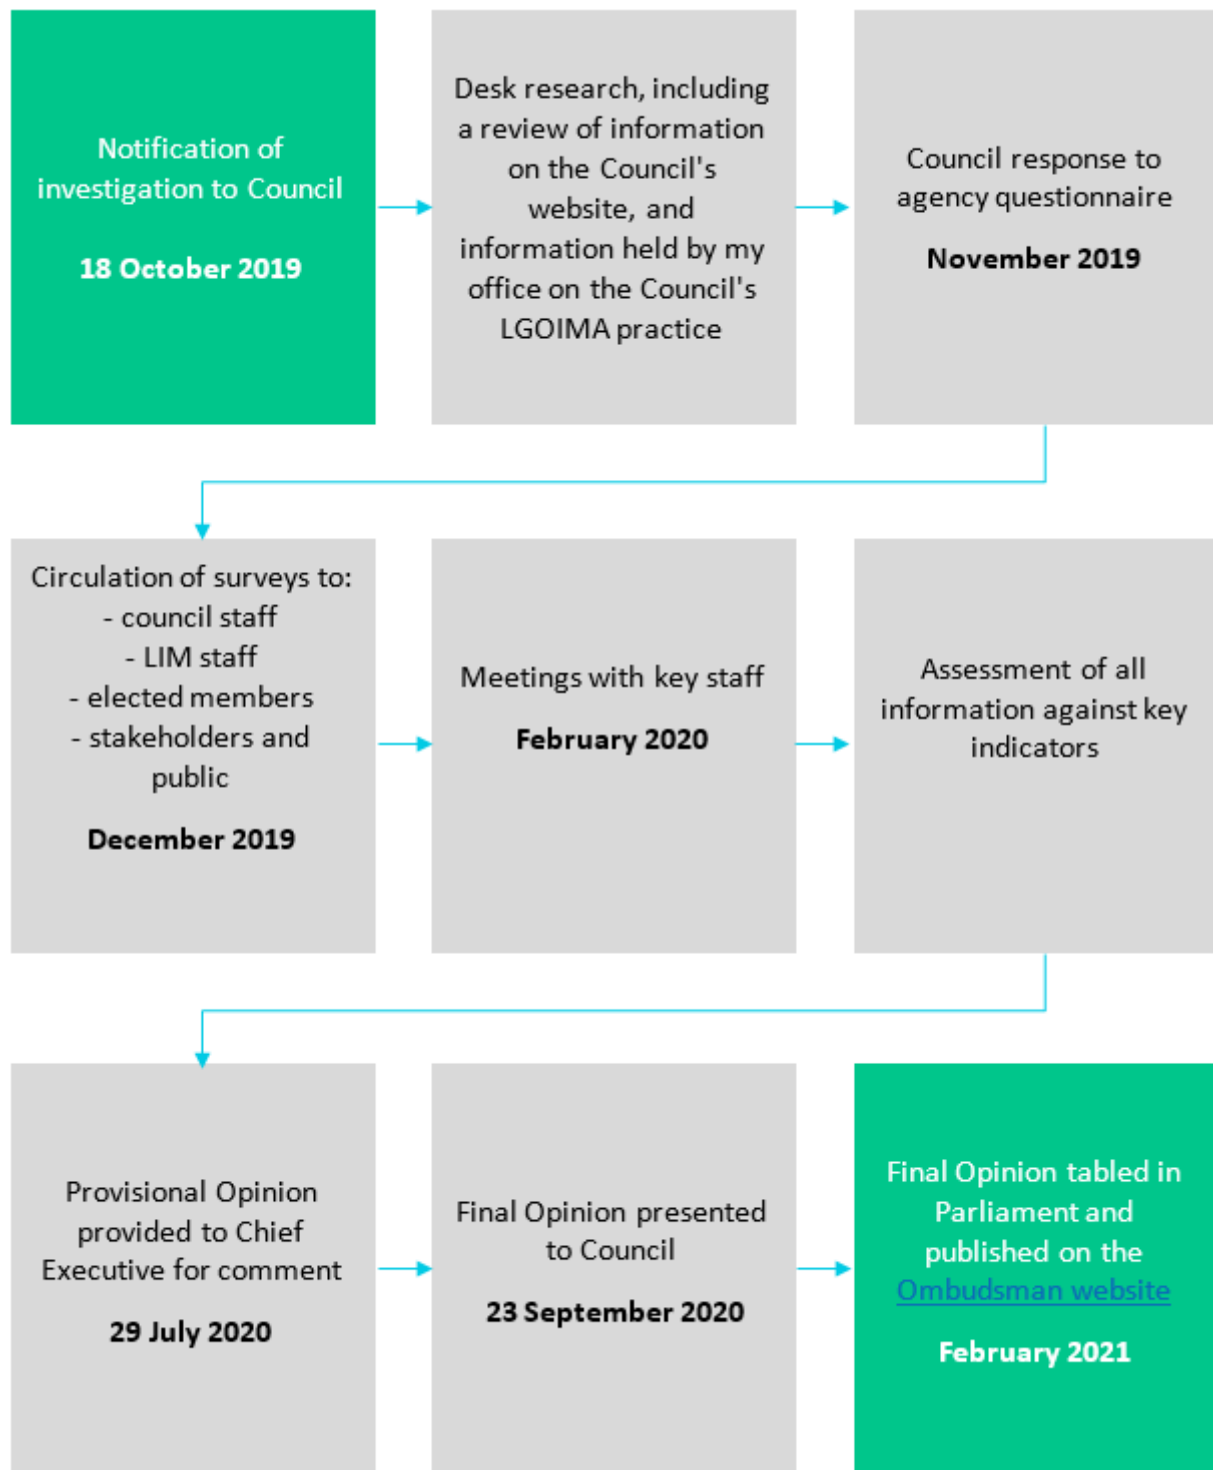 Notification of
investigation to Council
18 October 2019
Desk research, including
a review of information
on the Council's
website, and
information held by my
office on the Council's
LGOIMA practice
Council response to
agency questionnaire
November 2019
Circulation of surveys to:
- council staff
- LIM staff
- elected members
- stakeholders and
public
December 2019
Meetings with key staff
February 2020
Assessment of all
information against key
indicators
Provisional Opinion
provided to Chief
Executive for comment
29 July 2020
Final Opinion presented
to Council
23 September 2020
Final Opinion tabled in
Parliament and
published on the
Ombudsman website
February 2021